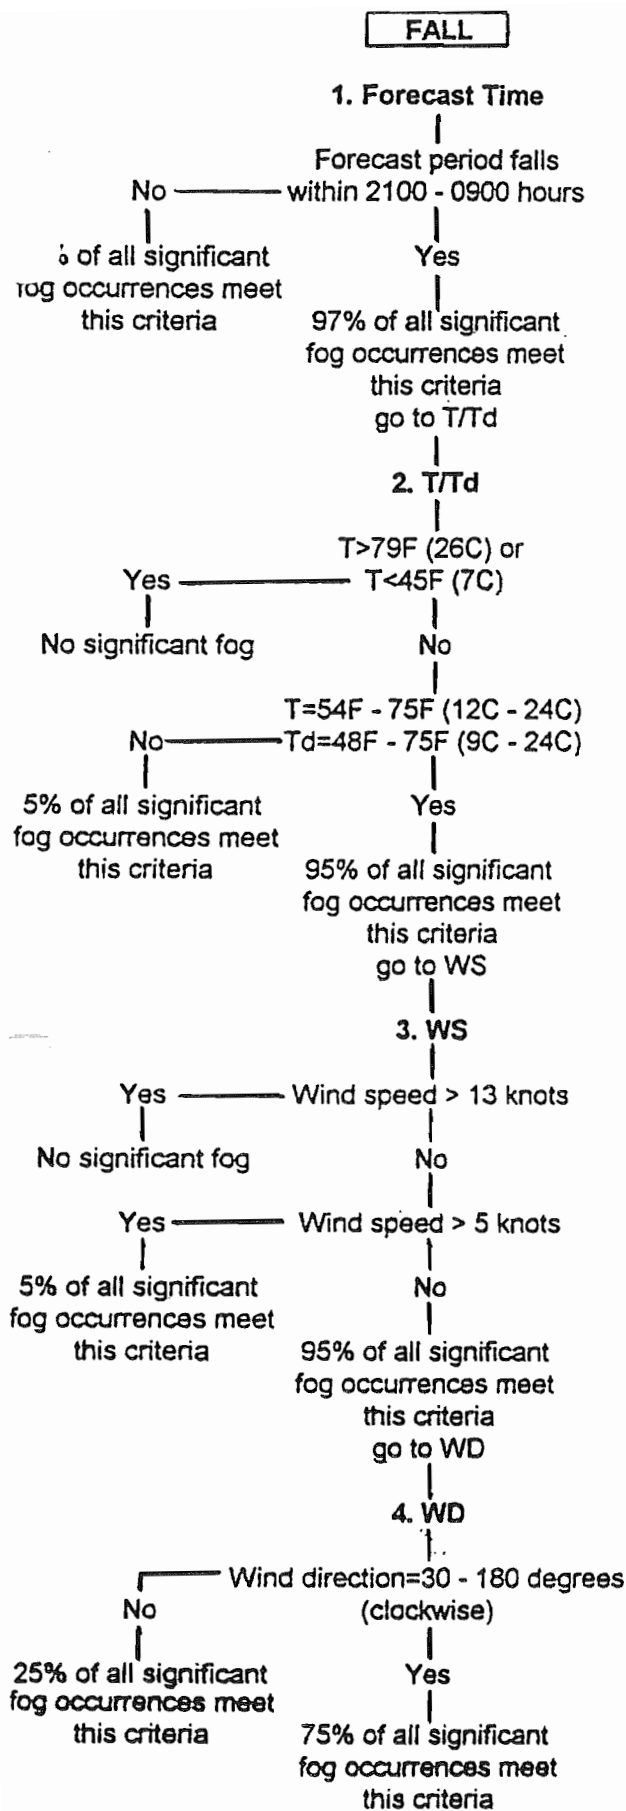 FALL
1. Forecast Time
Forecast period falls
No
within 2100 - 0900 hours
of all significant
fog occurrences meet
this criteria
Yes
97% of all significant
fog occurrences meet
this criteria
go to T/Td
2. T/Td
T>79F (26C) or
Yes
T<45F (7C)
No significant fog
No
T=54F - 75F (12C - 24C)
No
Td=48F - 75F (9C - 24C)
5% of all significant
fog occurrences meet
this criteria
Yes
95% of all significant
fog occurrences meet
this criteria
go to WS
3. WS
Yes
Wind speed > 13 knots
No significant fog
No
Yes
Wind speed > 5 knots
5% of all significant
fog occurrences meet
this criteria
No
95% of all significant
fog occurrences meet
this criteria
go to WD
4. WD
Wind direction=30 - 180 degrees
(clockwise)
No
25% of all significant
fog occurrences meet
this criteria
Yes
75% of all significant
fog occurrences meet
this criteria